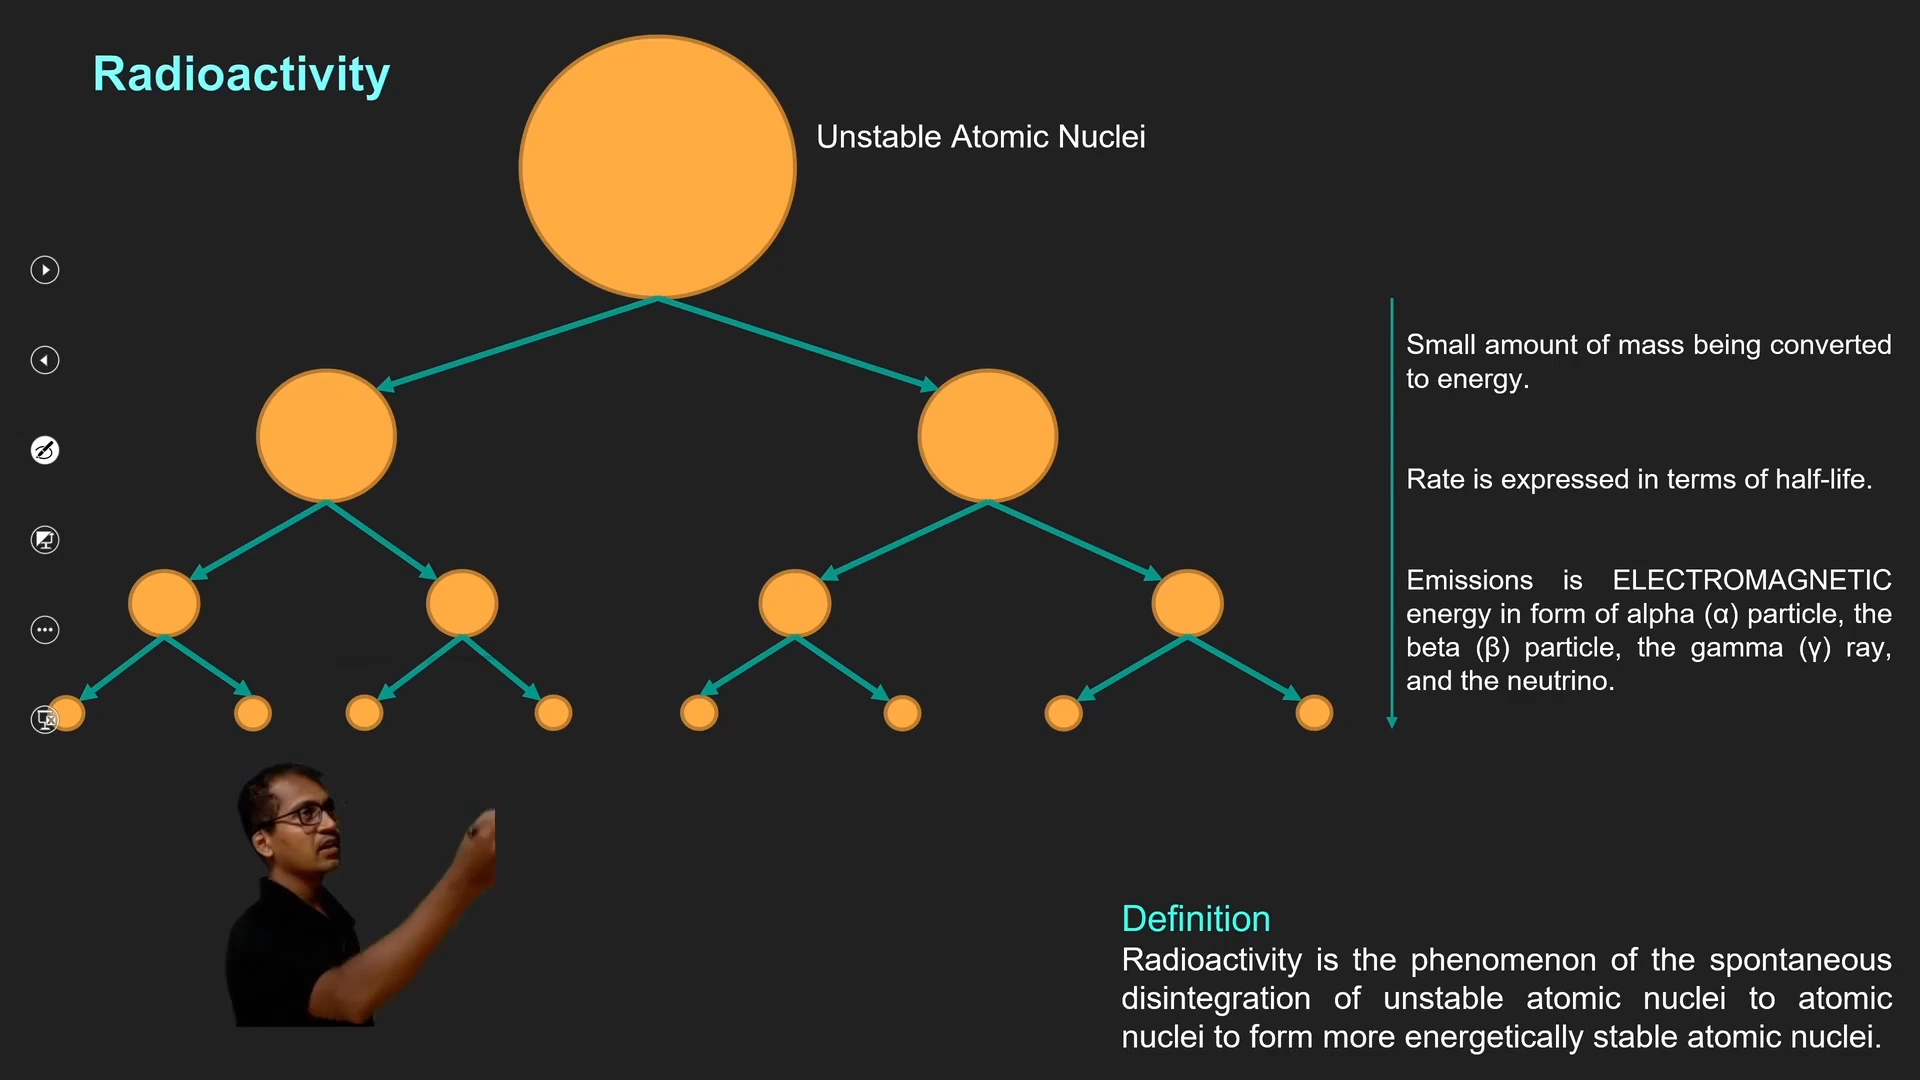 Radioactivity
Unstable Atomic Nuclei
Small amount of mass being converted
to energy.
Rate is expressed in terms of half-life.
Emissions is ELECTROMAGNETIC
energy in form of alpha (α) particle, the
beta (β) particle, the gamma (γ) ray,
and the neutrino.
Definition
Radioactivity is the phenomenon of the spontaneous
disintegration of unstable atomic nuclei to atomic
nuclei to form more energetically stable atomic nuclei.